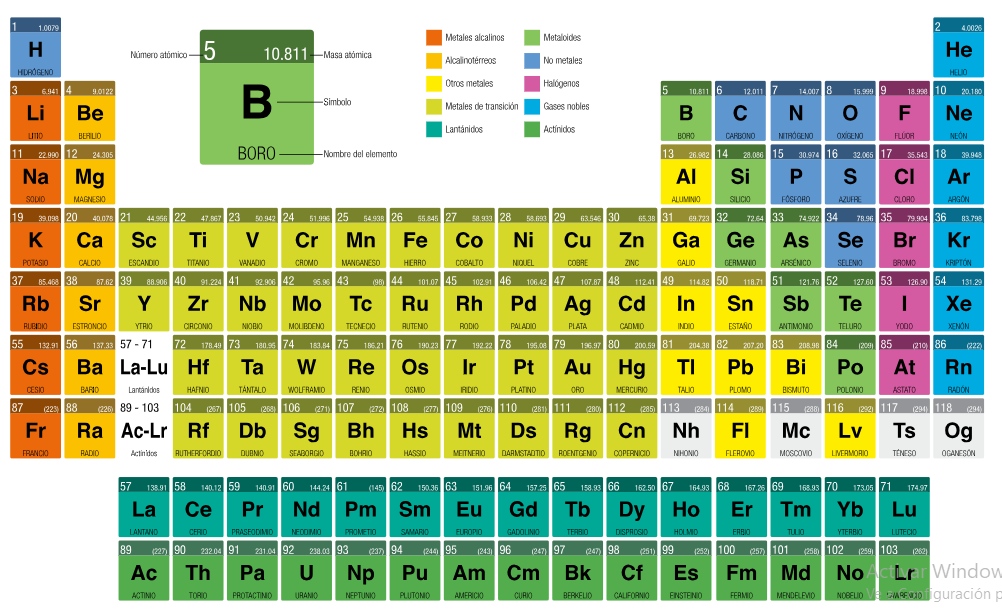 1 1.0079
H
HIDRÓGENO
Número atómico
5 10.811
Masa atómica
B
Símbolo
BORO
Nombre del elemento
Metales alcalinos
Alcalinotérreos
Otros metales
Metales de transición
Lantánidos
Metaloides
No metales
Halógenos
Gases nobles
Actínidos
2 4.0026
He
HELIO
3 6.941 4 9.0122 5 10.811 6 12.011 7 14.007 8 15.999 9 18.998 10 20.180
Li Be B C N O F Ne
LITIO BERILIO BORO CARBONO NITRÓGENO OXÍGENO FLÚOR NEÓN
11 22.990 12 24.305 13 26.982 14 28.086 15 30.974 16 32.065 17 35.543 18 39.948
Na Mg Al Si P S Cl Ar
SODIO MAGNESIO ALUMINIO SILICIO FÓSFORO AZUFRE CLORO ARGÓN
19 39.098 20 40.078 21 44.956 22 47.867 23 50.942 24 51.996 25 54.938 26 55.845 27 58.933 28 58.693 29 63.546 30 65.38 31 69.723 32 72.64 33 74.922 34 78.96 35 79.904 36 83.798
K Ca Sc Ti V Cr Mn Fe Co Ni Cu Zn Ga Ge As Se Br Kr
POTASIO CALCIO ESCANDIO TITANIO VANADIO CROMO MANGANESO HIERRO COBALTO NIQUEL COBRE ZINC GALIO GERMANIO ARSÉNICO SELENIO BROMO KRIPTÓN
37 85.468 38 87.62 39 88.906 40 91.224 41 92.906 42 95.96 43 (98) 44 101.07 45 102.91 46 106.42 47 107.87 48 112.41 49 114.82 50 118.71 51 121.76 52 127.60 53 126.90 54 131.29
Rb Sr Y Zr Nb Mo Tc Ru Rh Pd Ag Cd In Sn Sb Te I Xe
RUBIDIO ESTRONCIO YTRIO CIRCONIO NIOBIO MOLIBDENO TECNECIO RUTENIO RODIO PALADIO PLATA CADMIO INDIO ESTAÑO ANTIMONIO TELURO YODO XENÓN
55 132.91 56 137.33 57 - 71 72 178.49 73 180.95 74 183.84 75 186.21 76 190.23 77 192.22 78 195.08 79 196.97 80 200.59 81 204.38 82 207.20 83 208.98 84 (209) 85 (210) 86 (222)
Cs Ba La-Lu Hf Ta W Re Os Ir Pt Au Hg Tl Pb Bi Po At Rn
CESIO BARIO Lantánidos HAFNIO TÁNTALO WOLFRAMIO RENIO OSMIO IRIDIO PLATINO ORO MERCURIO TALIO PLOMO BISMUTO POLONIO ASTATO RADÓN
87 (223) 88 (226) 89 - 103 104 (267) 105 (268) 106 (271) 107 (272) 108 (277) 109 (276) 110 (281) 111 (280) 112 (285) 113 (284) 114 (289) 115 (288) 116 (292) 117 (294) 118 (294)
Fr Ra Ac-Lr Rf Db Sg Bh Hs Mt Ds Rg Cn Nh Fl Mc Lv Ts Og
FRANCIO RADIO Actínidos RUTHERFORDIO DUBNIO SEAGORGIO BOHRIO HASSIO MEITNERIO DARMSTADTIO ROENTGENIO COPERNICIO NIHONIO FLEROVIO MOSCOVIO LIVERMORIO TÉNESO OGANESÓN
57 138.91 58 140.12 59 140.91 60 144.24 61 (145) 62 150.36 63 151.96 64 157.25 65 158.93 66 162.50 67 164.93 68 167.26 69 168.93 70 173.05 71 174.97
La Ce Pr Nd Pm Sm Eu Gd Tb Dy Ho Er Tm Yb Lu
LANTANO CERIO PRASEODIMIO NEODIMIO PROMETIO SAMARIO EUROPIO GADOLINIO TERBIO DISPROSIO HOLMIO ERBIO TULIO YTERBIO LUTECIO
89 (227) 90 232.04 91 231.04 92 238.03 93 (237) 94 (244) 95 (243) 96 (247) 97 (247) 98 (251) 99 (252) 100 (257) 101 (258) 102 (259) 103 (262)
Ac Th Pa U Np Pu Am Cm Bk Cf Es Fm Md No Lr
ACTINIO TORIO PROTACTINIO URANIO NEPTUNIO PLUTONIO AMERICIO CURIO BERKELIO CALIFORNIO EINSTEINIO FERMIO MENDELEVIO NOBELIO
Activar Window
configuración p